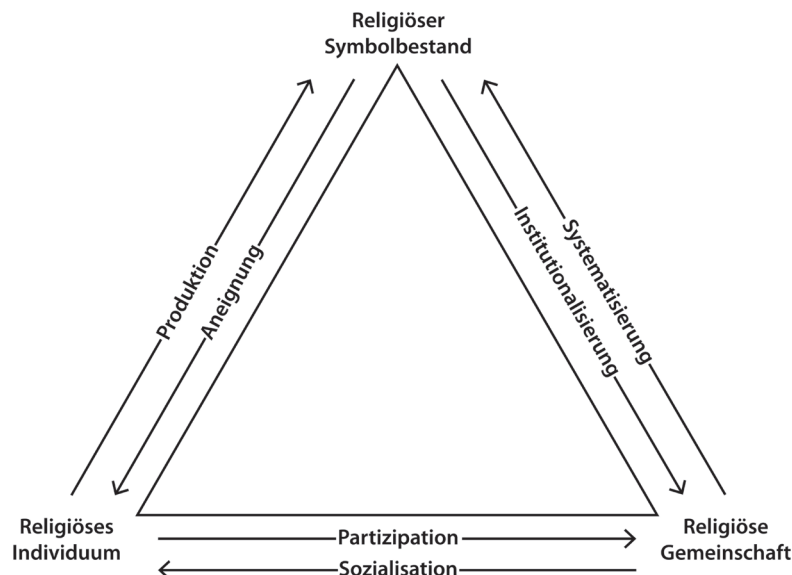 Religiöser
Symbolbestand
Produktion
Aneignung
Institutionalisierung
Systematisierung
Religiöses
Individuum
Partizipation
Sozialisation
Religiöse
Gemeinschaft